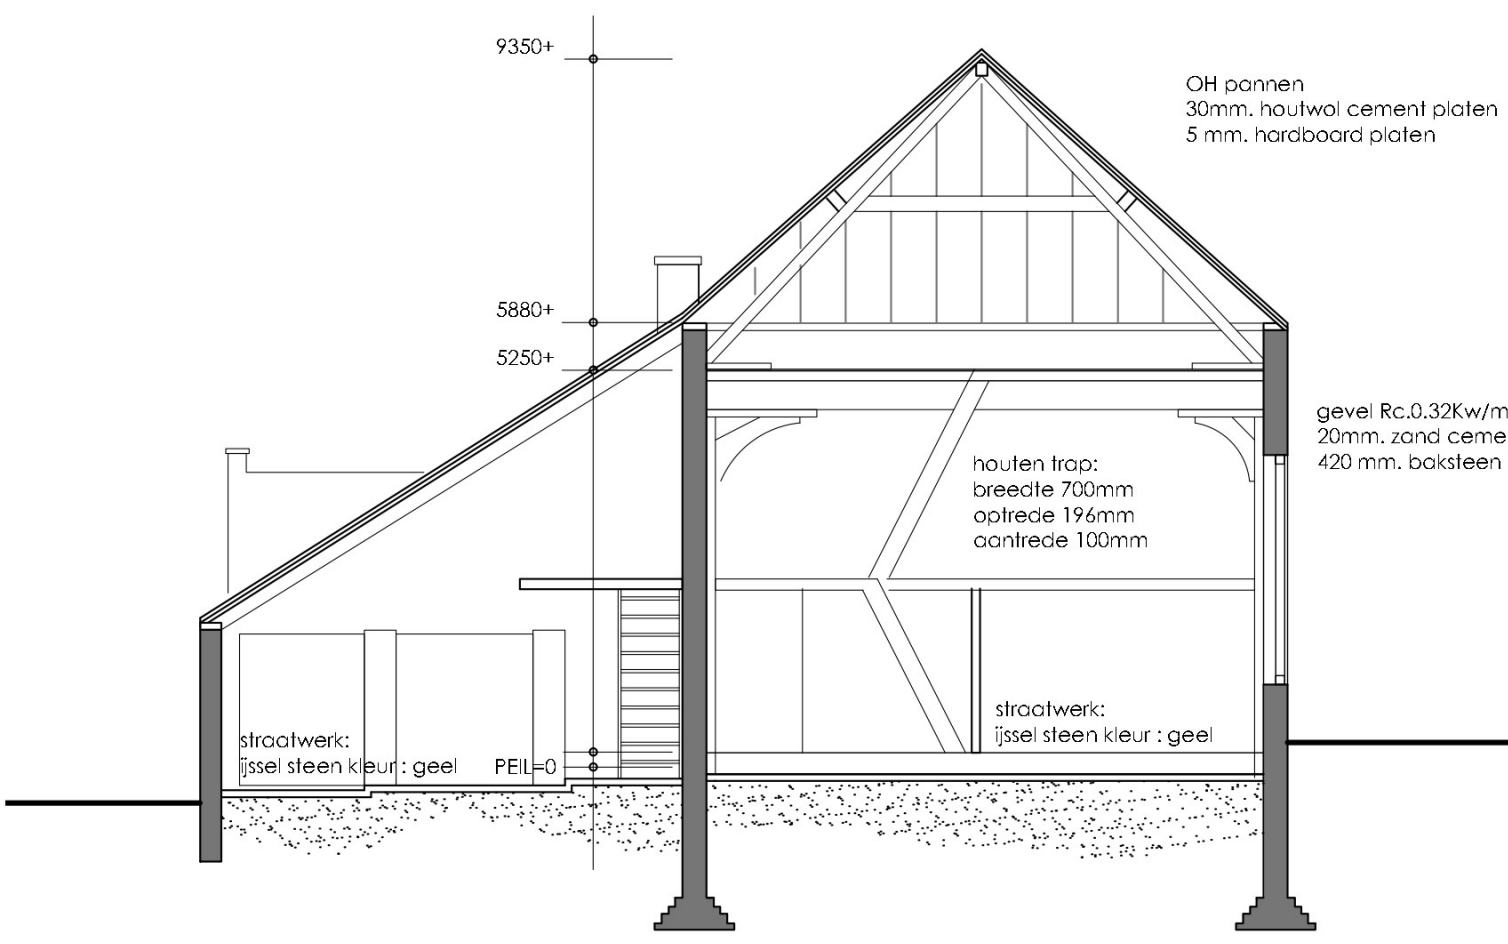 9350+
OH pannen
30mm. houtwol cement platen
5 mm. hardboard platen
5880+
5250+
gevel Rc.0.32Kw/m
20mm. zand ceme
420 mm. baksteen
houten trap:
breedte 700mm
optrede 196mm
aantrede 100mm
straatwerk:
ijssel steen kleur : geel
straatwerk:
ijssel steen kleur : geel
PEIL=0